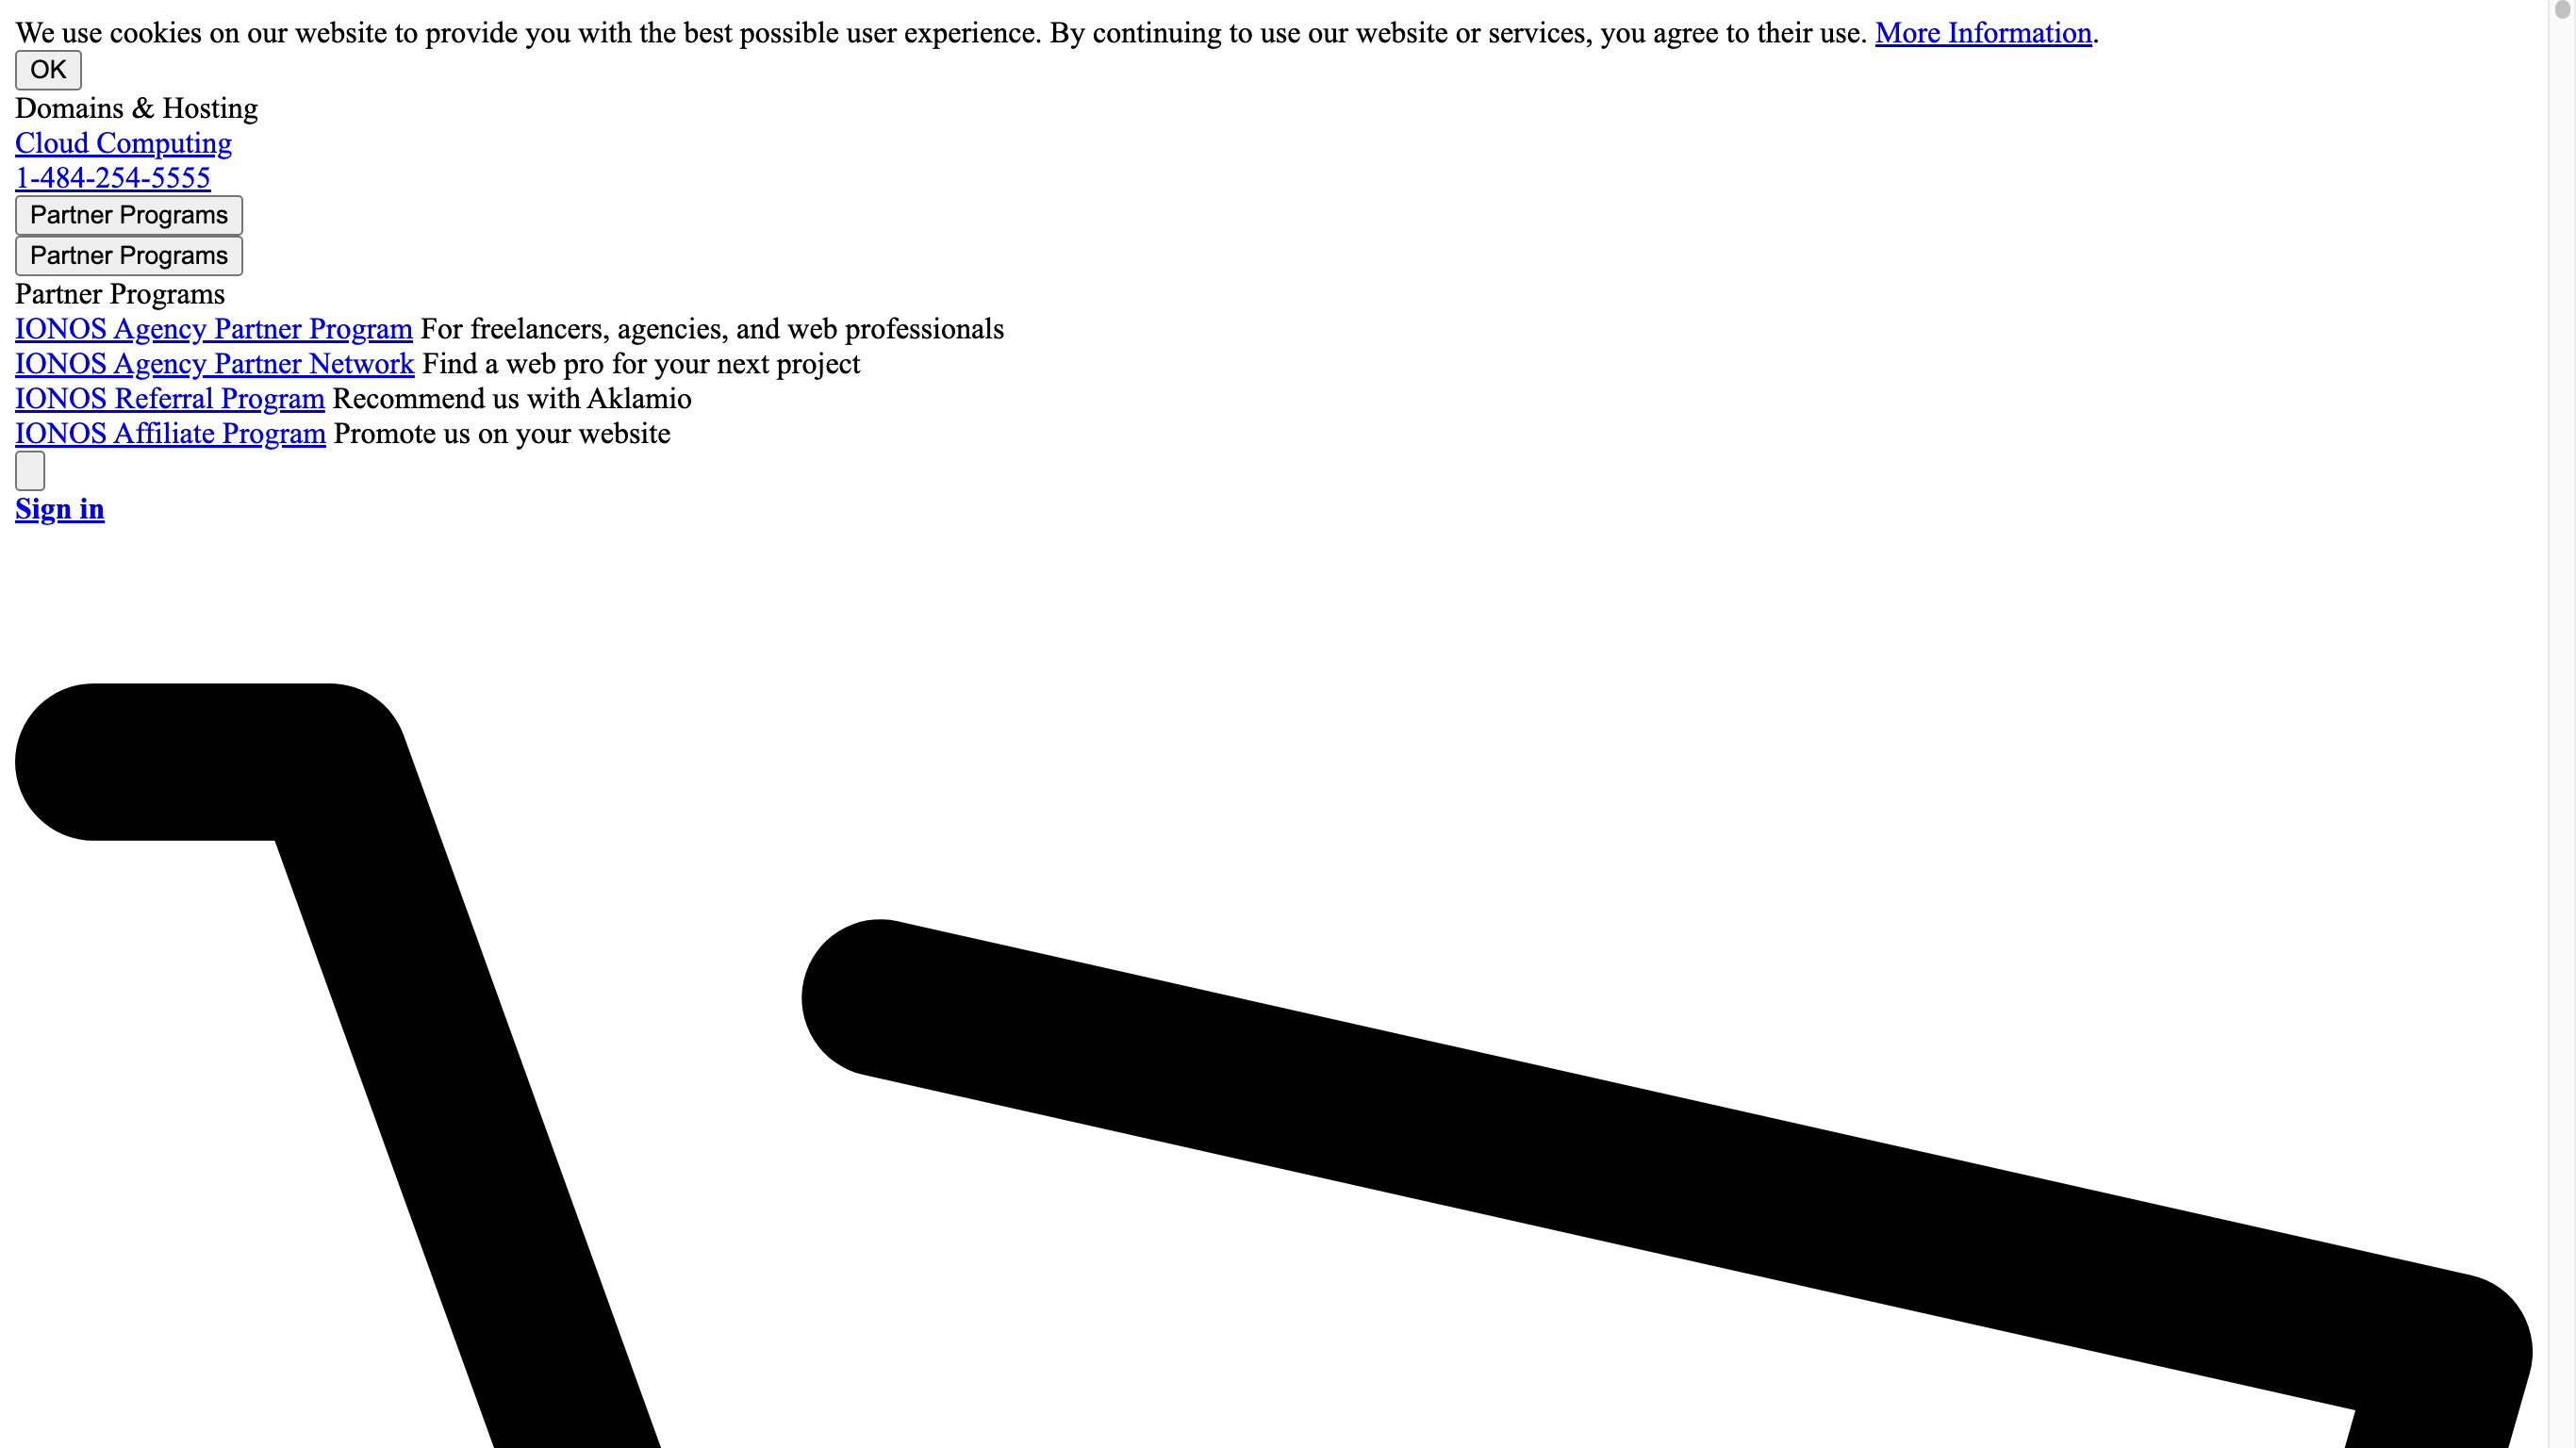 We use cookies on our website to provide you with the best possible user experience. By continuing to use our website or services, you agree to their use. More Information.
OK
Domains & Hosting
Cloud Computing
1-484-254-5555
Partner Programs
Partner Programs
Partner Programs
IONOS Agency Partner Program For freelancers, agencies, and web professionals
IONOS Agency Partner Network Find a web pro for your next project
IONOS Referral Program Recommend us with Aklamio
IONOS Affiliate Program Promote us on your website
Sign in